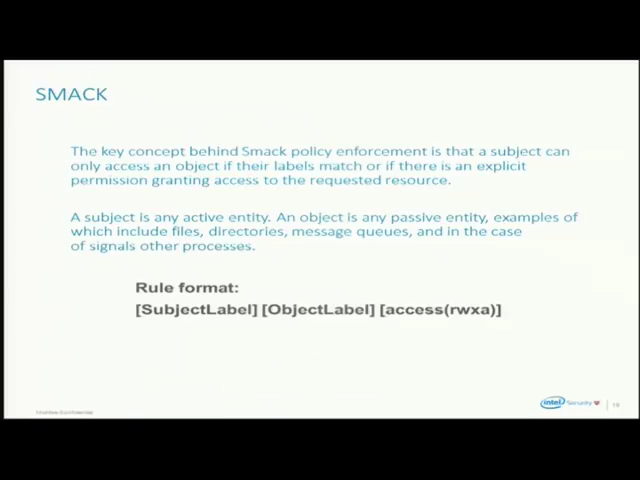 SMACK
The key concept behind Smack policy enforcement is that a subject can
only access an object if their labels match or if there is an explicit
permission granting access to the requested resource.
A subject is any active entity. An object is any passive entity, examples of
which include files, directories, message queues, and in the case
of signals other processes.
Rule format:
[SubjectLabel] [ObjectLabel] [access(rwxa)]
Confidential
intel Security
19